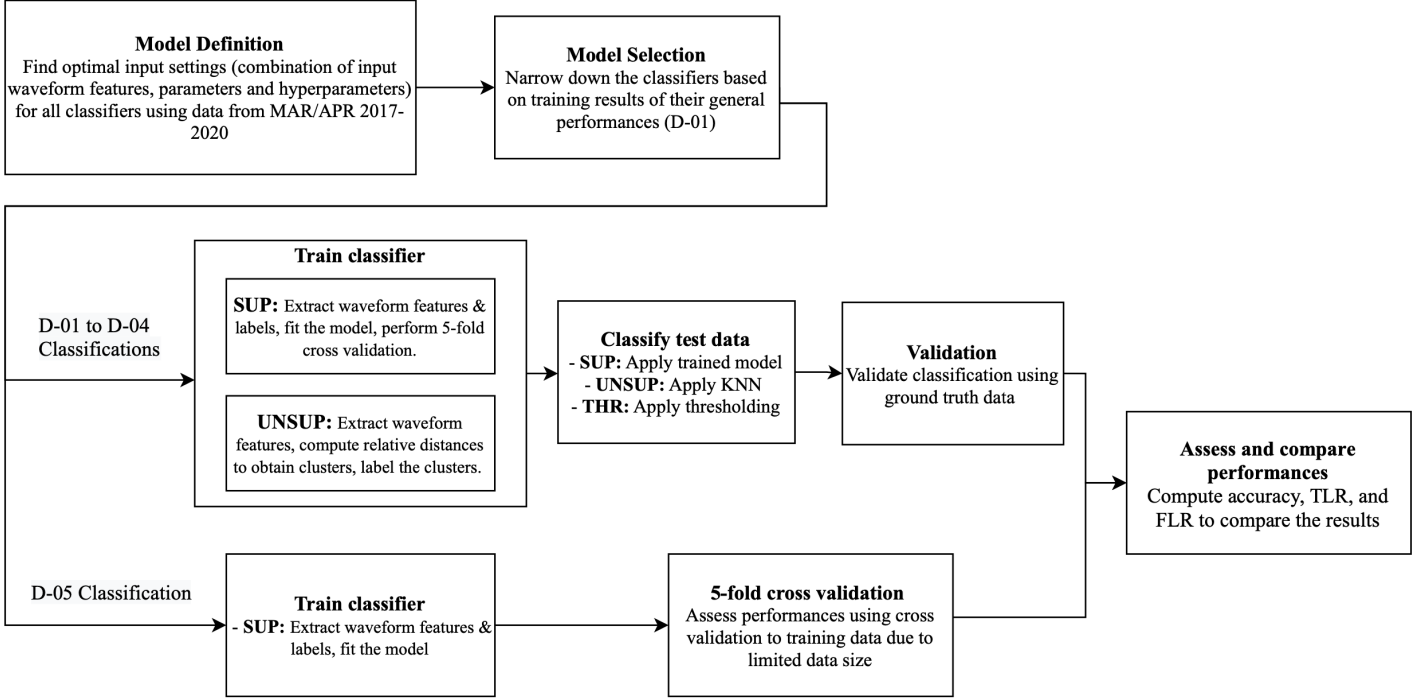 Model Definition
Find optimal input settings (combination of input
waveform features, parameters and hyperparameters)
for all classifiers using data from MAR/APR 2017-
2020
Model Selection
Narrow down the classifiers based
on training results of their general
performances (D-01)
D-01 to D-04
Classifications
Train classifier
SUP: Extract waveform features &
labels, fit the model, perform 5-fold
cross validation.
UNSUP: Extract waveform
features, compute relative distances
to obtain clusters, label the clusters.
Classify test data
- SUP: Apply trained model
- UNSUP: Apply KNN
- THR: Apply thresholding
Validation
Validate classification using
ground truth data
Assess and compare
performances
Compute accuracy, TLR, and
FLR to compare the results
D-05 Classification
Train classifier
- SUP: Extract waveform features &
labels, fit the model
5-fold cross validation
Assess performances using cross
validation to training data due to
limited data size